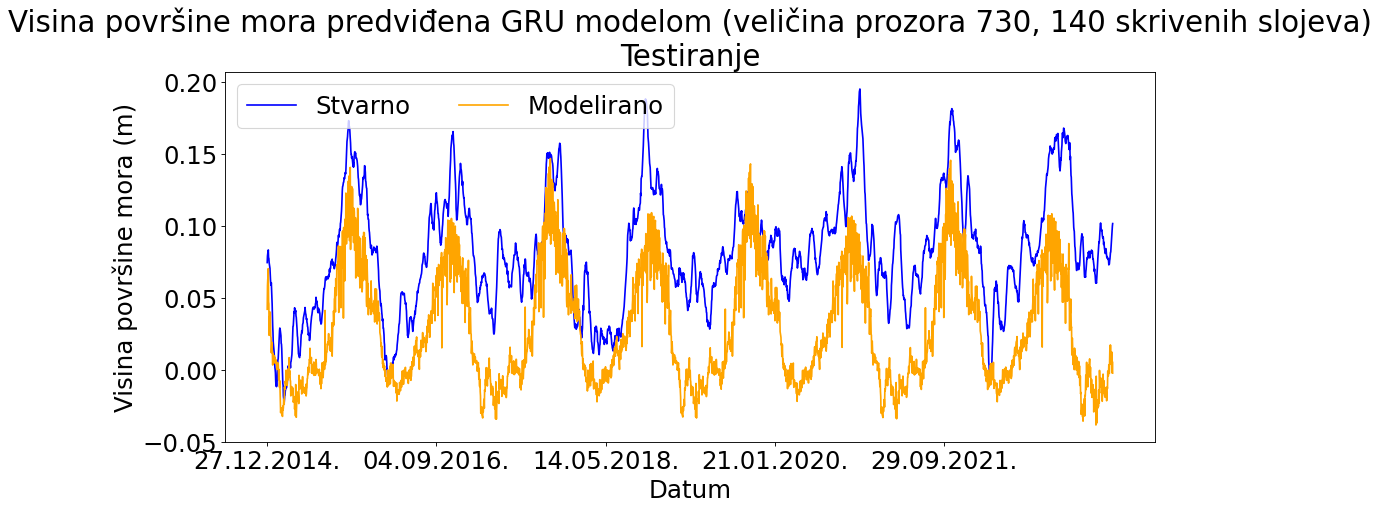 Visina površine mora predviđena GRU modelom (veličina prozora 730, 140 skrivenih slojeva)
Testiranje
Stvarno
Modelirano
Visina površine mora (m)
0.20
0.15
0.10
0.05
0.00
−0.05
27.12.2014.
04.09.2016.
14.05.2018.
21.01.2020.
29.09.2021.
Datum